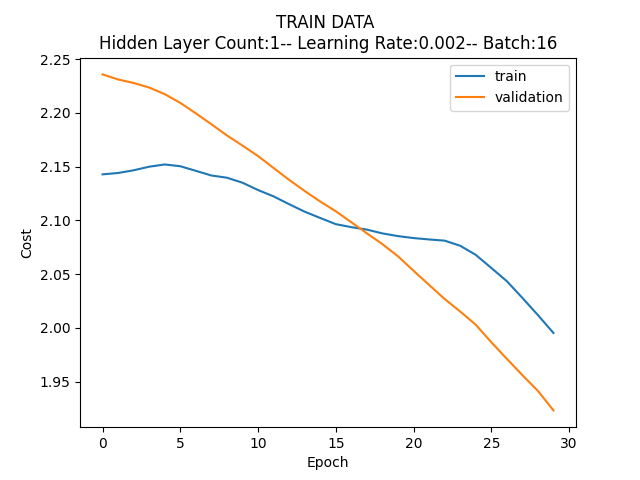 TRAIN DATA
Hidden Layer Count:1-- Learning Rate:0.002-- Batch:16
train
validation
2.25
2.20
2.15
2.10
2.05
2.00
1.95
Cost
0 5 10 15 20 25 30
Epoch